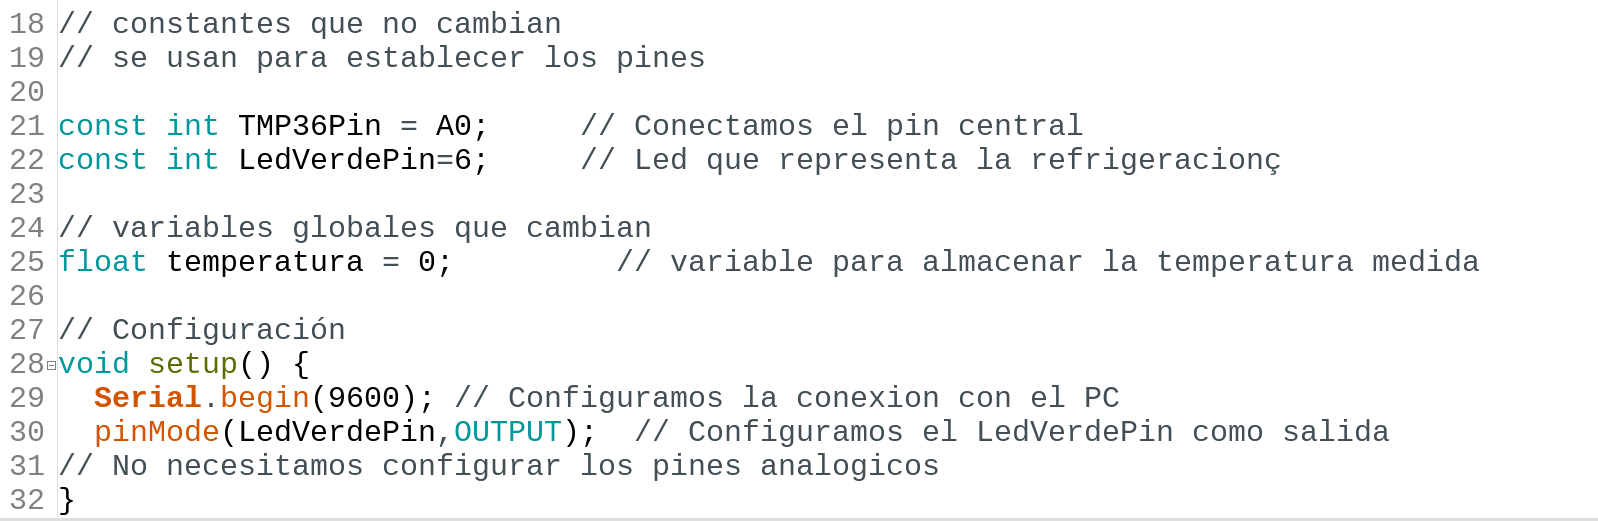 18 // constantes que no cambian
19 // se usan para establecer los pines
20
21 const int TMP36Pin = A0;     // Conectamos el pin central
22 const int LedVerdePin=6;     // Led que representa la refrigeracionç
23
24 // variables globales que cambian
25 float temperatura = 0;         // variable para almacenar la temperatura medida
26
27 // Configuración
28 void setup() {
29   Serial.begin(9600); // Configuramos la conexion con el PC
30   pinMode(LedVerdePin,OUTPUT);  // Configuramos el LedVerdePin como salida
31 // No necesitamos configurar los pines analogicos
32 }